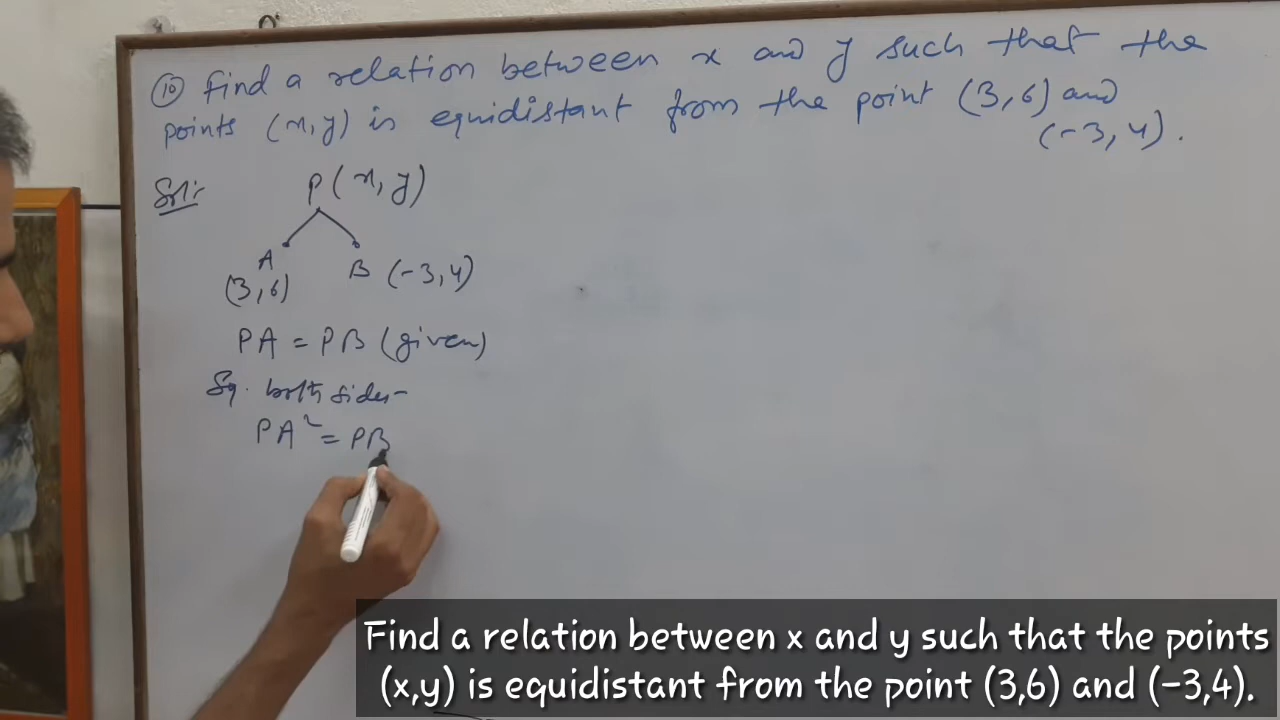 ⑩ Find a relation between x and y such that the
points (x,y) is equidistant from the point (3,6) and
(-3,4).
Sol:
P(x,y)
A
B (-3,4)
(3,6)
PA = PB (given)
Sq. both sides-
PA² = PB
Find a relation between x and y such that the points
(x,y) is equidistant from the point (3,6) and (-3,4).